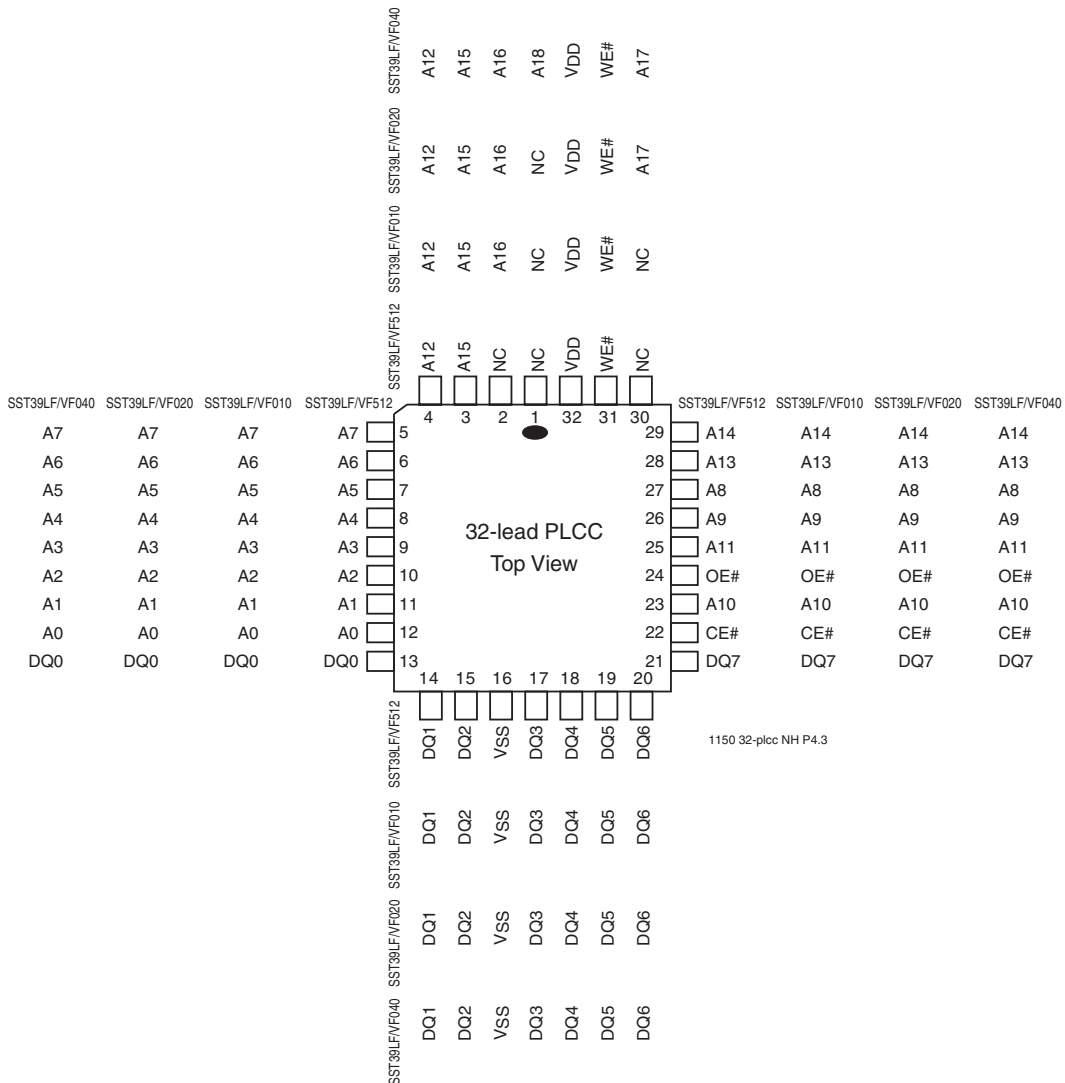 SST39LF/VF040 A12 A15 A16 A18 VDD WE# A17
SST39LF/VF020 A12 A15 A16 NC VDD WE# A17
SST39LF/VF010 A12 A15 A16 NC VDD WE# NC
SST39LF/VF512 A12 A15 NC NC VDD WE# NC
4 3 2 1 32 31 30
SST39LF/VF040 SST39LF/VF020 SST39LF/VF010 SST39LF/VF512 SST39LF/VF512 SST39LF/VF010 SST39LF/VF020 SST39LF/VF040
A7 A7 A7 A7 5 29 A14 A14 A14 A14
A6 A6 A6 A6 6 28 A13 A13 A13 A13
A5 A5 A5 A5 7 27 A8 A8 A8 A8
A4 A4 A4 A4 8 26 A9 A9 A9 A9
A3 A3 A3 A3 9 25 A11 A11 A11 A11
A2 A2 A2 A2 10 24 OE# OE# OE# OE#
A1 A1 A1 A1 11 23 A10 A10 A10 A10
A0 A0 A0 A0 12 22 CE# CE# CE# CE#
DQ0 DQ0 DQ0 DQ0 13 21 DQ7 DQ7 DQ7 DQ7
32-lead PLCC
Top View
14 15 16 17 18 19 20
SST39LF/VF512 DQ1 DQ2 VSS DQ3 DQ4 DQ5 DQ6
1150 32-plcc NH P4.3
SST39LF/VF010 DQ1 DQ2 VSS DQ3 DQ4 DQ5 DQ6
SST39LF/VF020 DQ1 DQ2 VSS DQ3 DQ4 DQ5 DQ6
SST39LF/VF040 DQ1 DQ2 VSS DQ3 DQ4 DQ5 DQ6